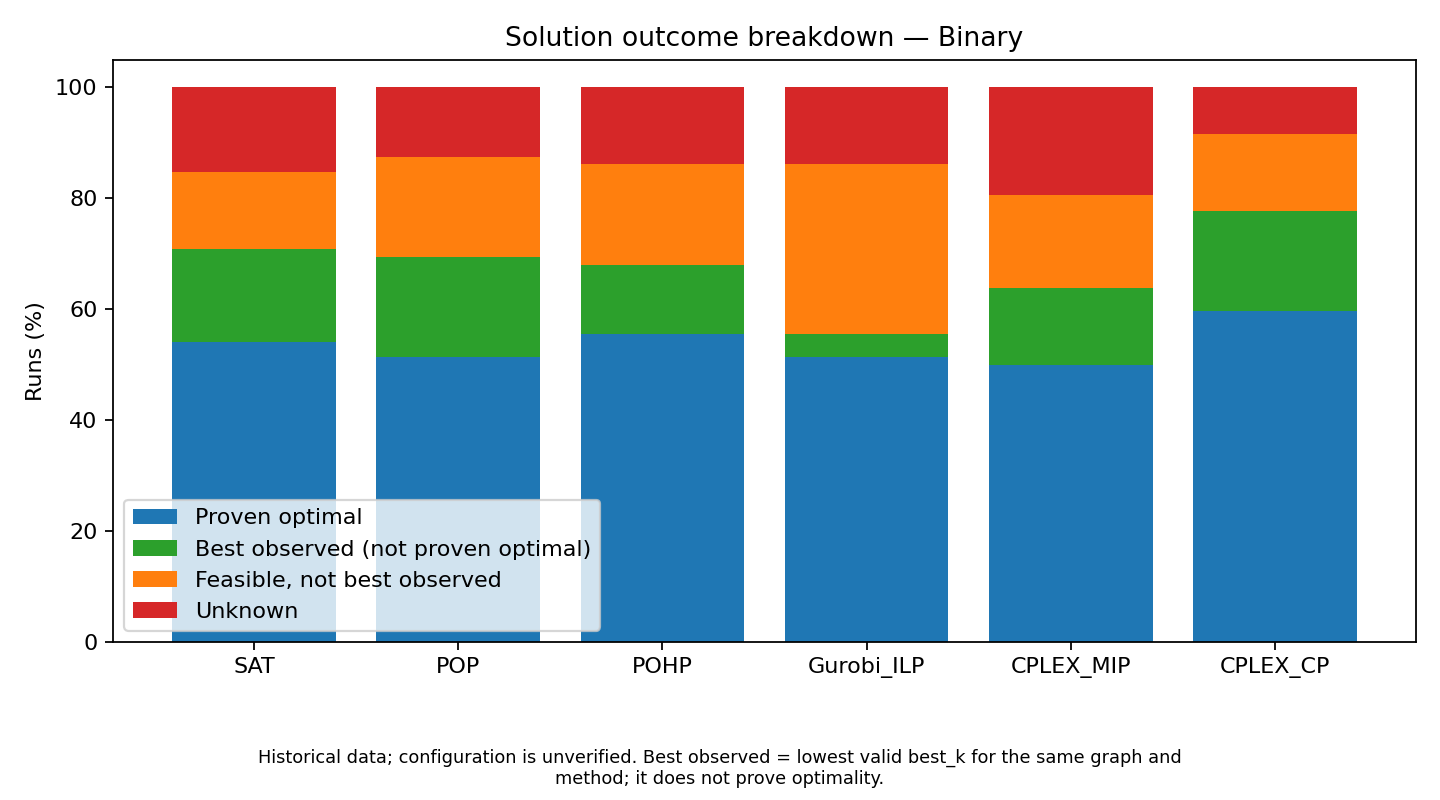 Solution outcome breakdown — Binary
Runs (%)
100
80
60
40
20
0
Proven optimal
Best observed (not proven optimal)
Feasible, not best observed
Unknown
SAT POP POHP Gurobi_ILP CPLEX_MIP CPLEX_CP
Historical data; configuration is unverified. Best observed = lowest valid best_k for the same graph and
method; it does not prove optimality.